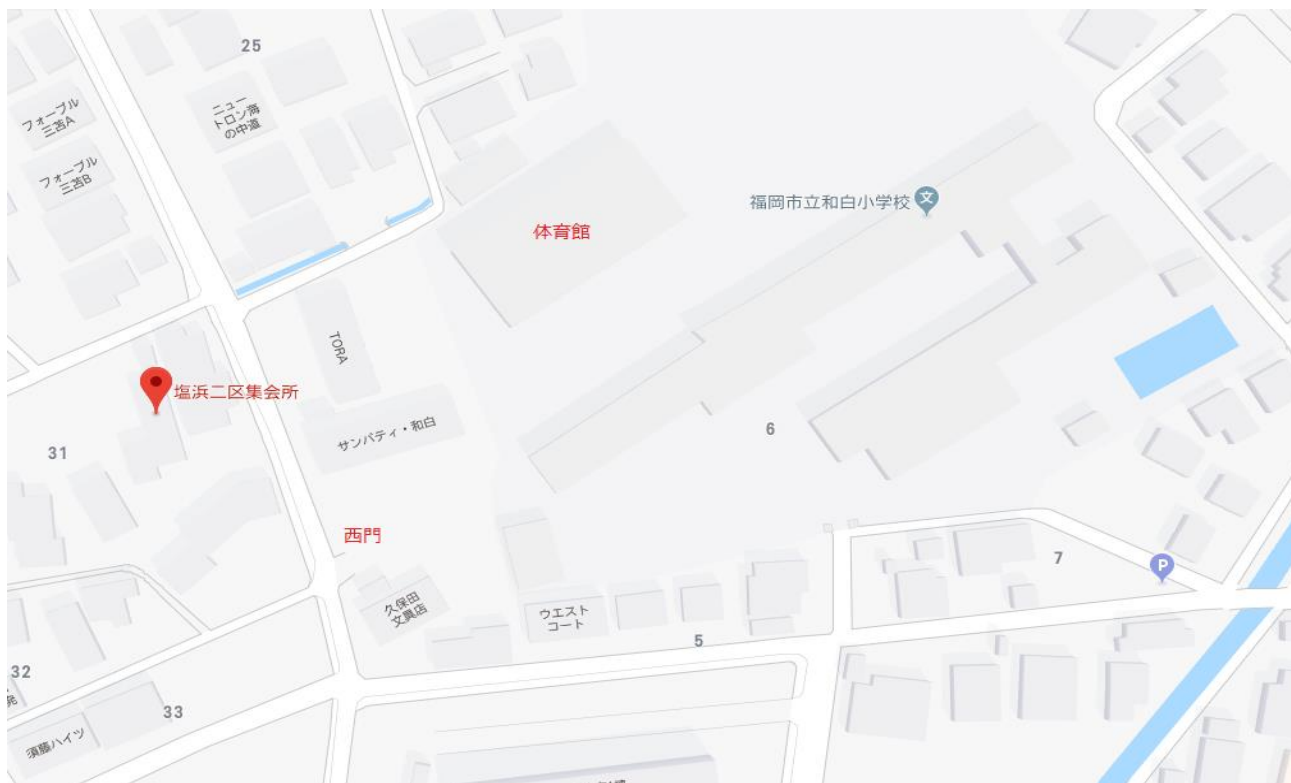 25
フォーブル
三苫A
ニュー
トロン海
の中道
フォーブル
三苫B
福岡市立和白小学校
文
体育館
TORA
塩浜二区集会所
サンパティ・和白
6
31
西門
7
P
久保田
文具店
ウエスト
コート
5
32
33
須藤ハイツ